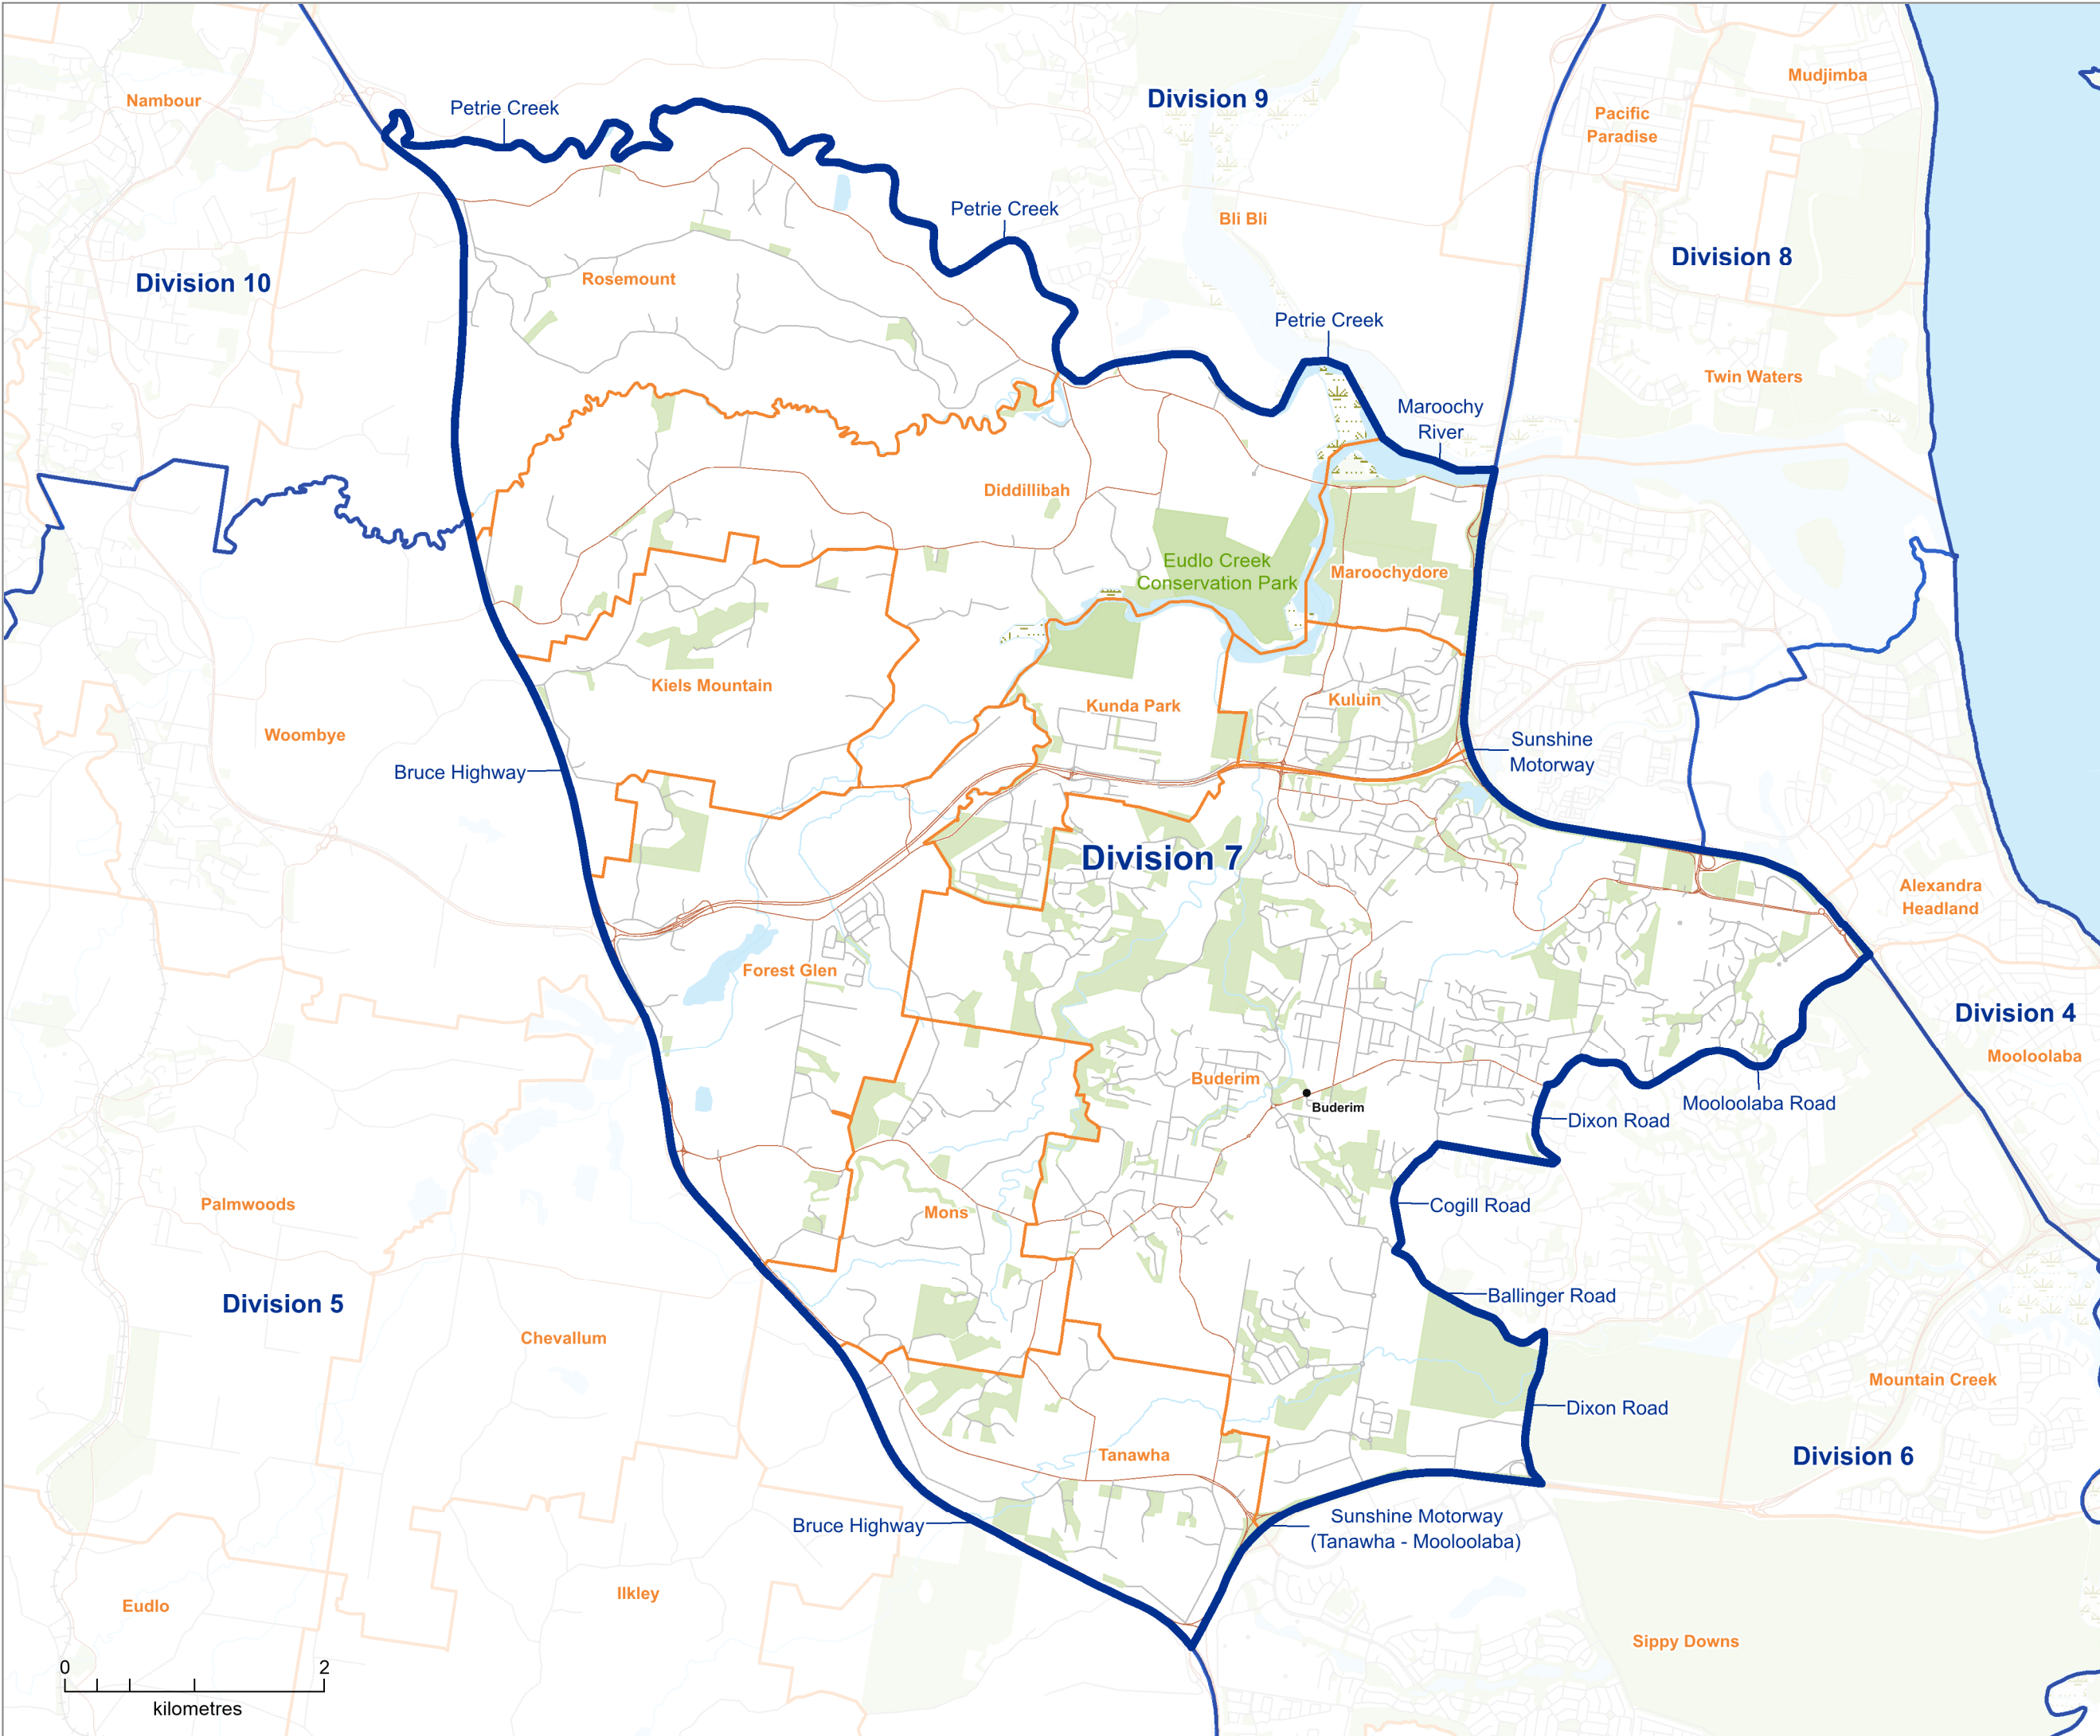 Mudjimba
Division 9
Nambour
Petrie Creek
Pacific
Paradise
Petrie Creek
Bli Bli
Division 8
Division 10
Rosemount
Petrie Creek
Twin Waters
Maroochy
River
Diddillibah
Eudlo Creek
Conservation Park
Maroochydore
Kiels Mountain
Kunda Park
Kuluin
Woombye
Bruce Highway
Sunshine
Motorway
Division 7
Alexandra
Headland
Forest Glen
Division 4
Mooloolaba
Buderim
Buderim
Mooloolaba Road
Dixon Road
Palmwoods
Mons
Cogill Road
Division 5
Ballinger Road
Chevallum
Mountain Creek
Dixon Road
Tanawha
Division 6
Bruce Highway
Sunshine Motorway
(Tanawha - Mooloolaba)
Ilkley
Eudlo
Sippy Downs
0 2
kilometres